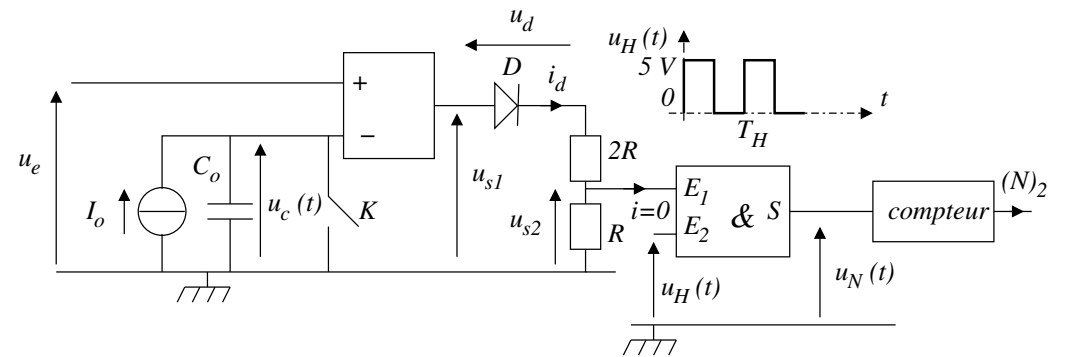 u_d
u_H(t)
5 V
0
t
T_H
D
i_d
+
−
u_e
I_o
C_o
u_c (t)
K
u_s1
u_s2
2R
R
i=0
E_1
E_2
&
S
u_H (t)
u_N (t)
compteur
(N)_2